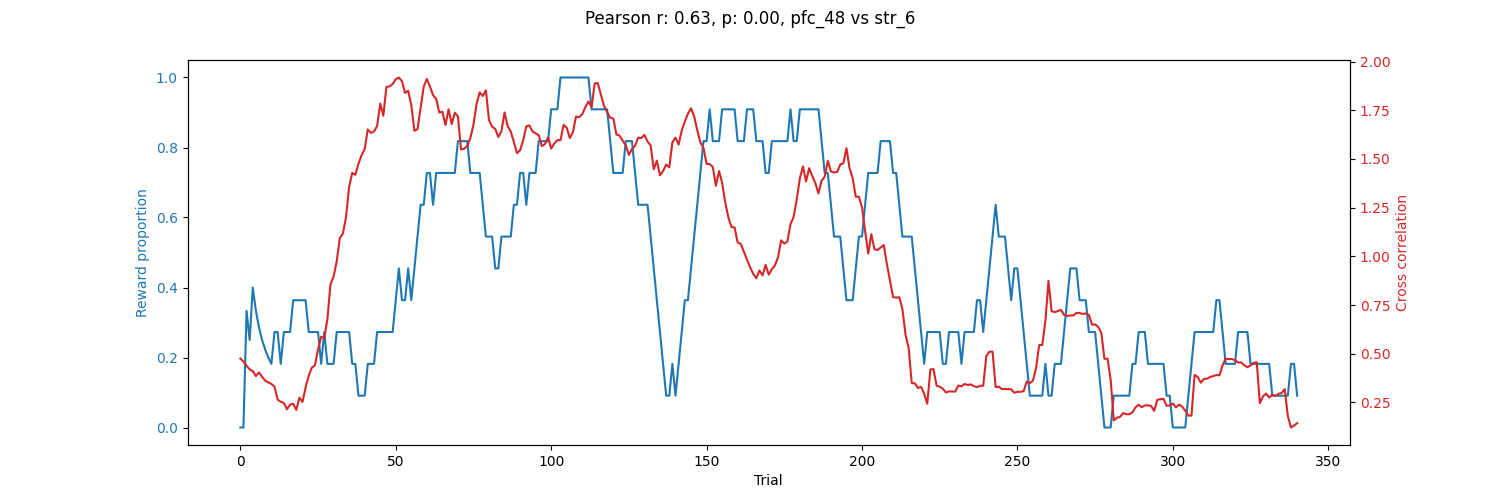 Pearson r: 0.63, p: 0.00, pfc_48 vs str_6
Reward proportion
1.0
0.8
0.6
0.4
0.2
0.0
2.00
1.75
1.50
1.25
1.00
0.75
0.50
0.25
Cross correlation
0 50 100 150 200 250 300 350
Trial